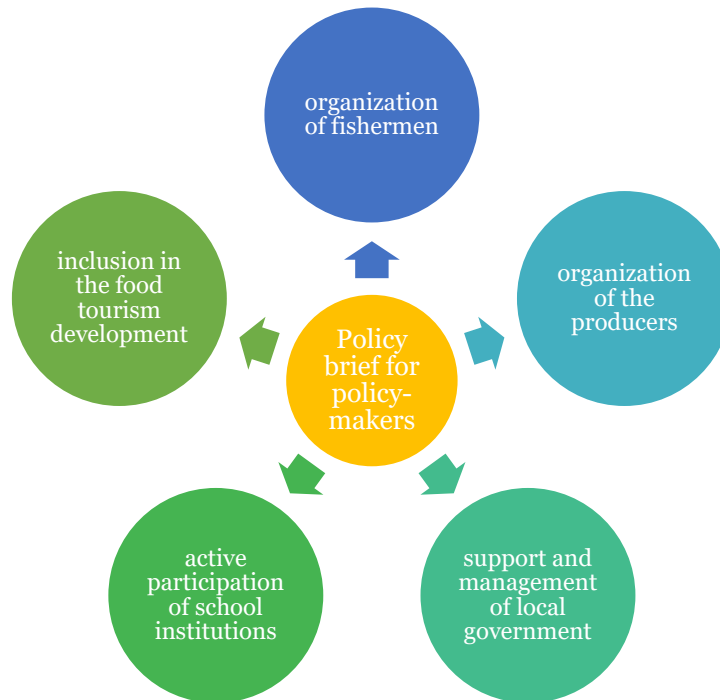 organization
of fishermen
organization
of the
producers
support and
management
of local
government
active
participation
of school
institutions
inclusion in
the food
tourism
development
Policy
brief for
policy-
makers